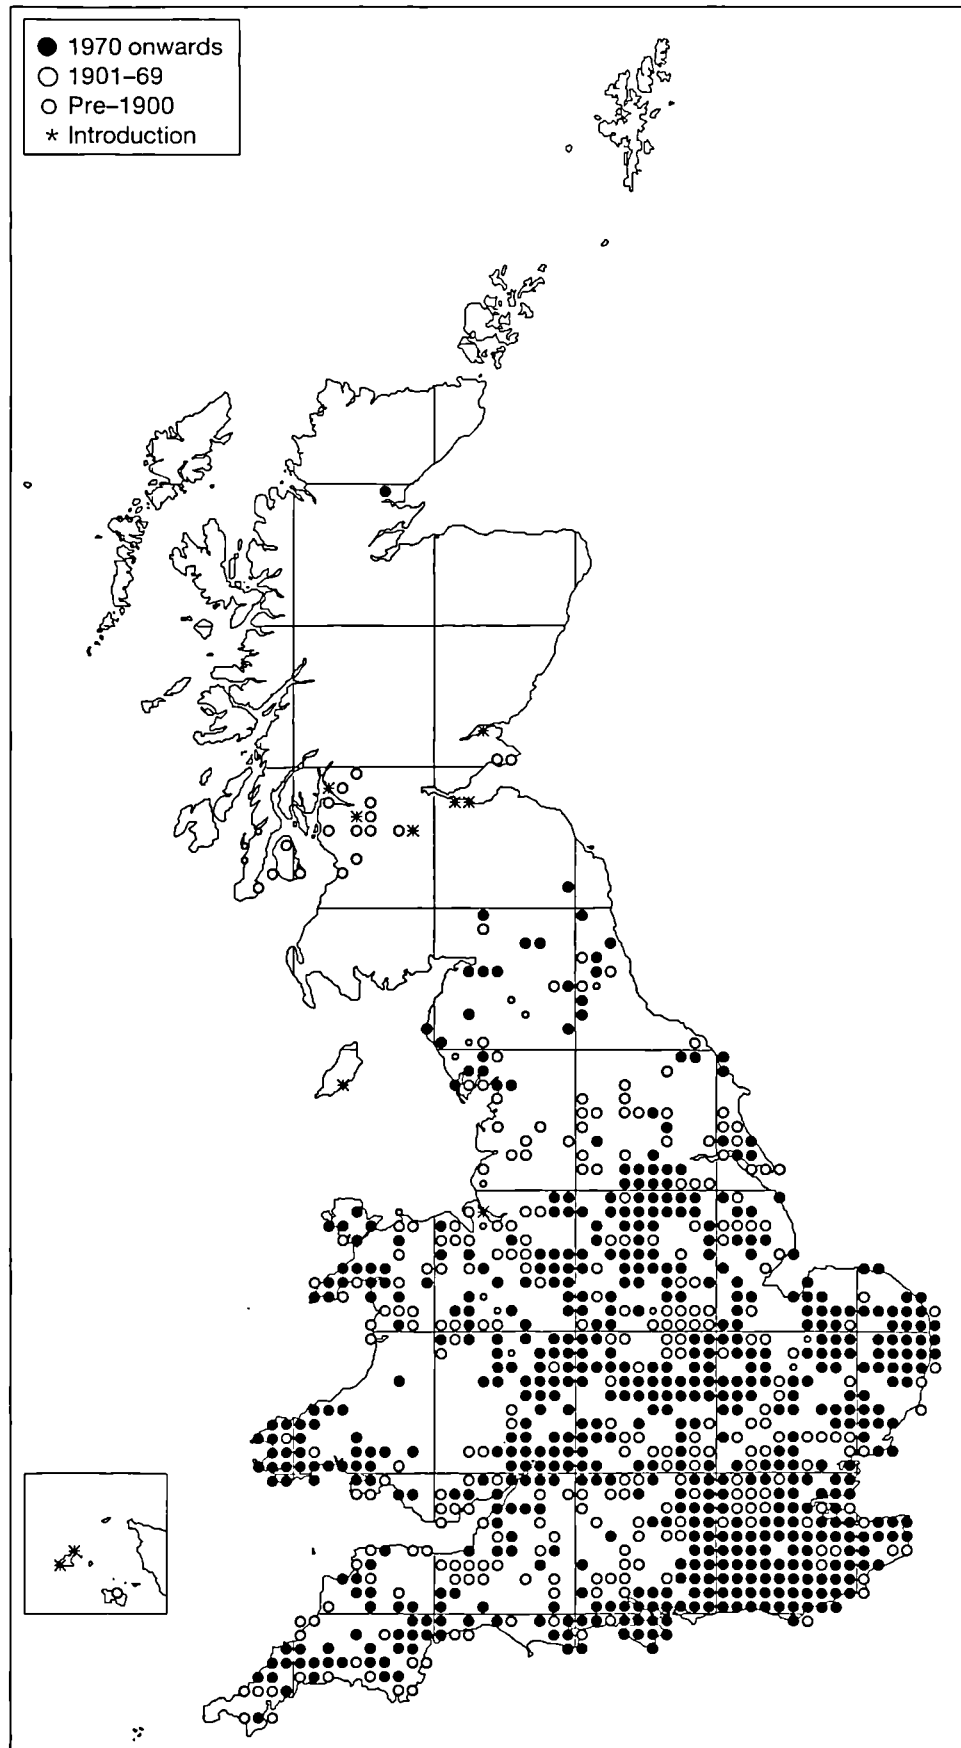 ● 1970 onwards
○ 1901–69
○ Pre–1900
* Introduction